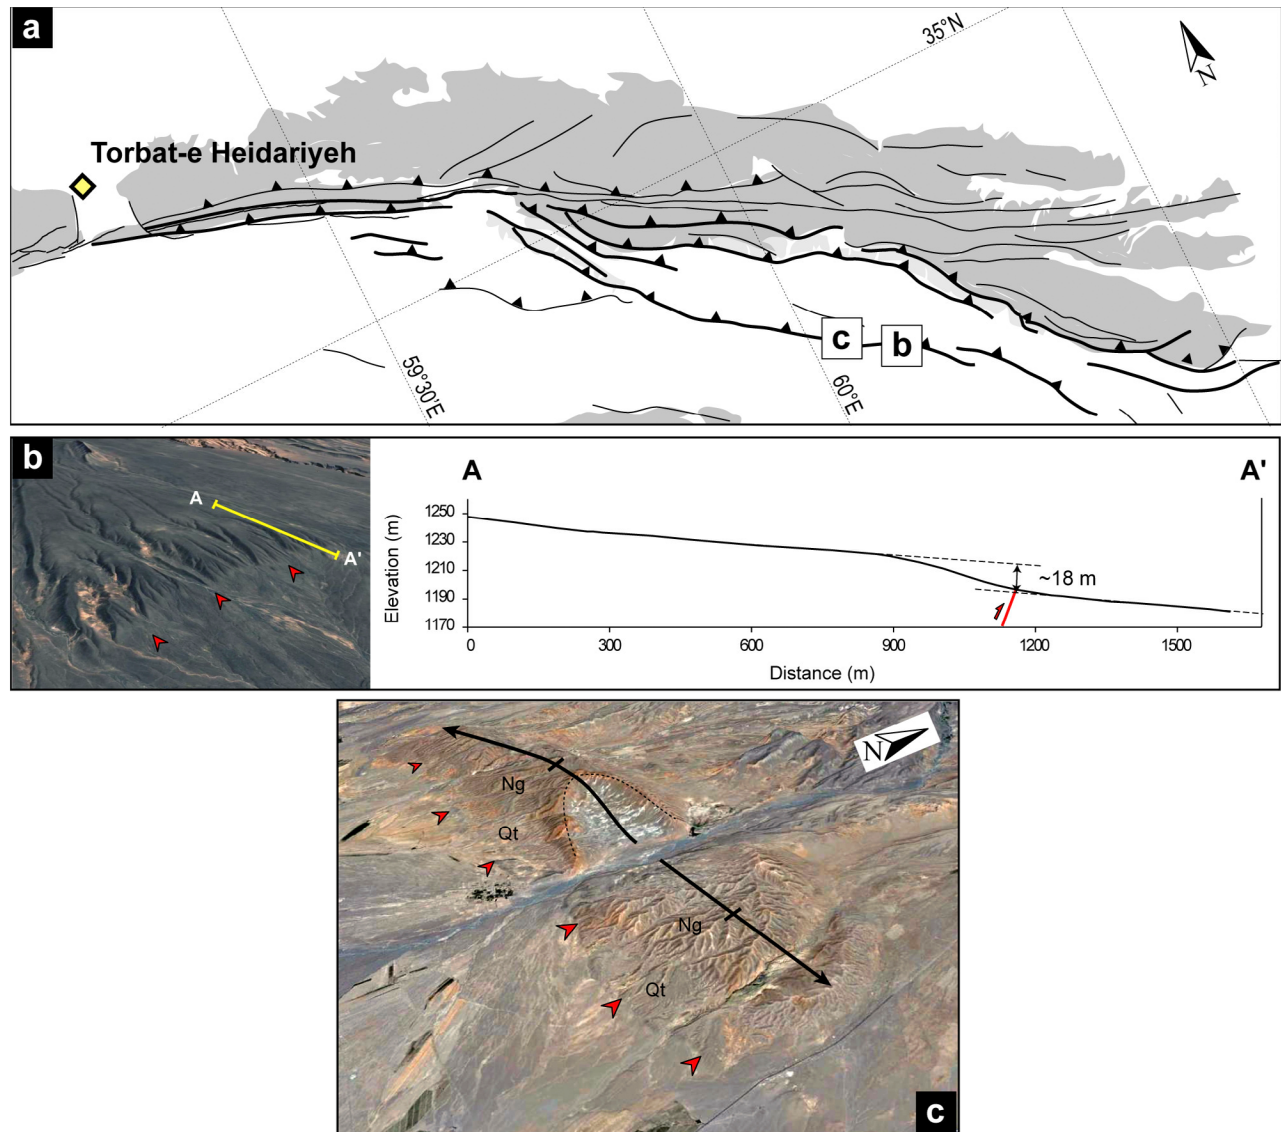 a
35°N
N
Torbat-e Heidariyeh
c
b
59°30'E
60°E
b
A
A'
A
A'
Elevation (m)
1250
1230
1210
1190
1170
~18 m
0
300
600
900
1200
1500
Distance (m)
N
Ng
Qt
Ng
Qt
c